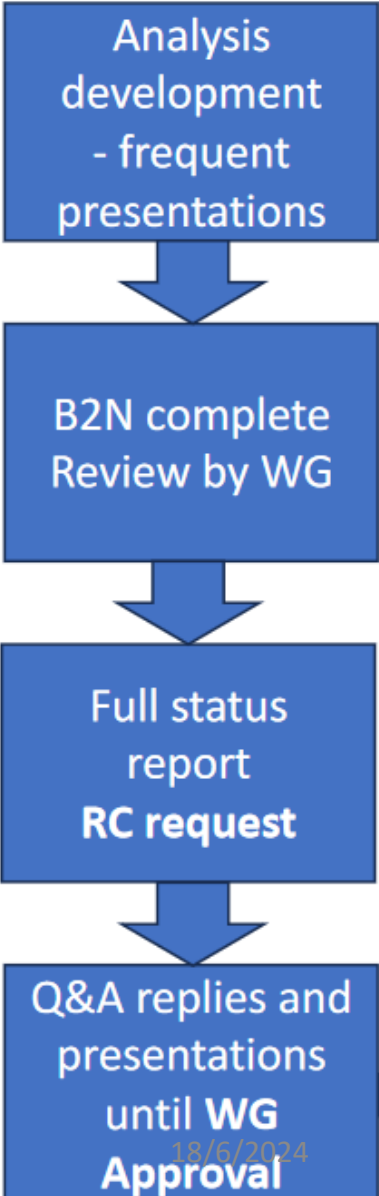 Analysis
development
- frequent
presentations
B2N complete
Review by WG
Full status
report
RC request
Q&A replies and
presentations
until WG
18/6/2024
Approval